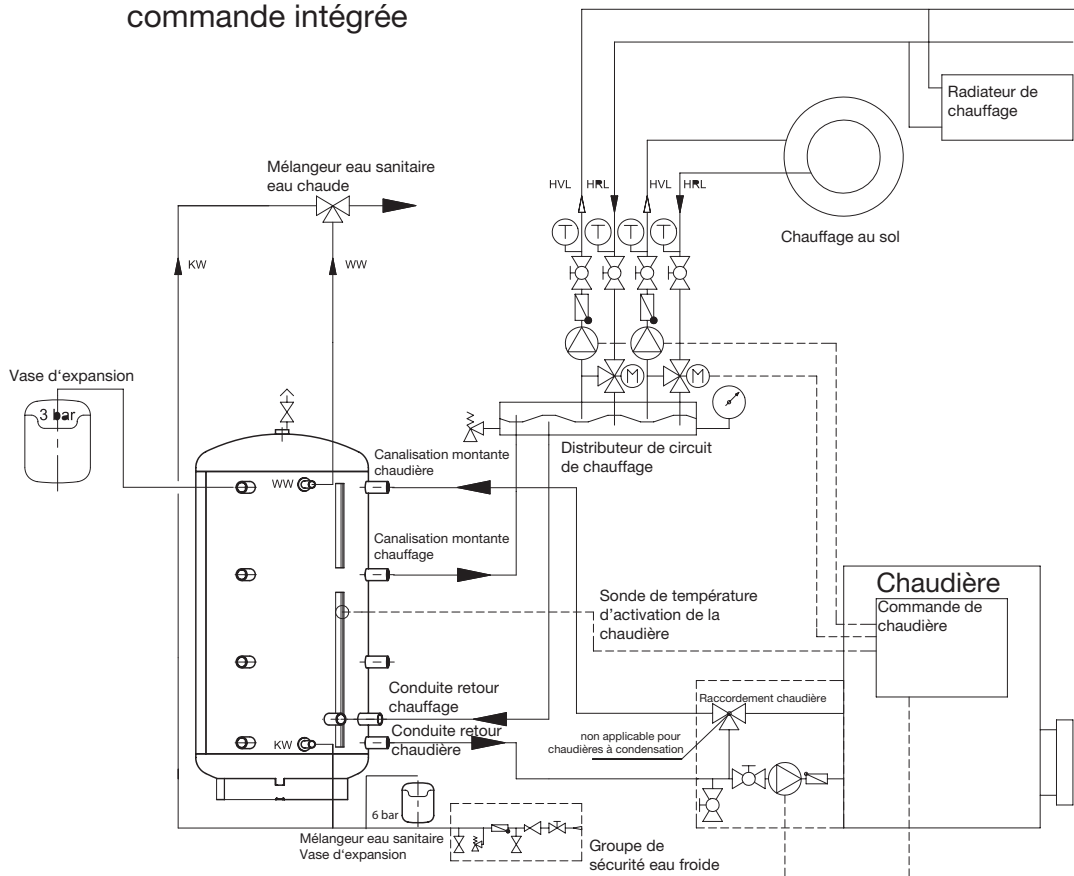 commande intégrée
Radiateur de
chauffage
Mélangeur eau sanitaire
eau chaude
HVL
HRL
HVL
HRL
T
T
T
T
Chauffage au sol
KW
WW
Vase d‘expansion
3 bar
M
M
Distributeur de circuit
de chauffage
Canalisation montante
chaudière
WW
Canalisation montante
chauffage
Chaudière
Commande de
chaudière
Sonde de température
d’activation de la
chaudière
Conduite retour
chauffage
Raccordement chaudière
KW
Conduite retour
chaudière
non applicable pour
chaudières à condensation
6 bar
Mélangeur eau sanitaire
Vase d‘expansion
Groupe de
sécurité eau froide